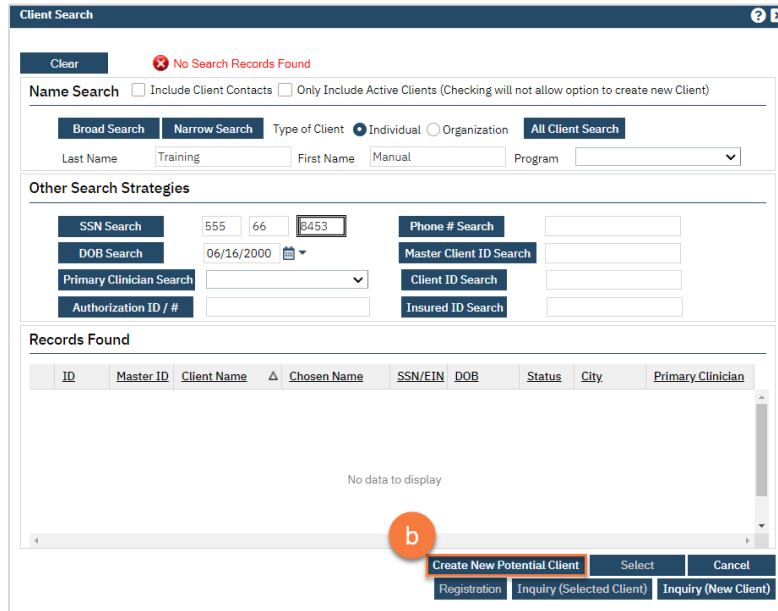 Client Search ?
Clear No Search Records Found
Name Search Include Client Contacts Only Include Active Clients (Checking will not allow option to create new Client)
Broad Search Narrow Search Type of Client Individual Organization All Client Search
Last Name Training First Name Manual Program
Other Search Strategies
SSN Search 555 66 8453 Phone # Search
DOB Search 06/16/2000 Master Client ID Search
Primary Clinician Search Client ID Search
Authorization ID / # Insured ID Search
Records Found
ID Master ID Client Name Chosen Name SSN/EIN DOB Status City Primary Clinician
No data to display
b
Create New Potential Client Select Cancel
Registration Inquiry (Selected Client) Inquiry (New Client)